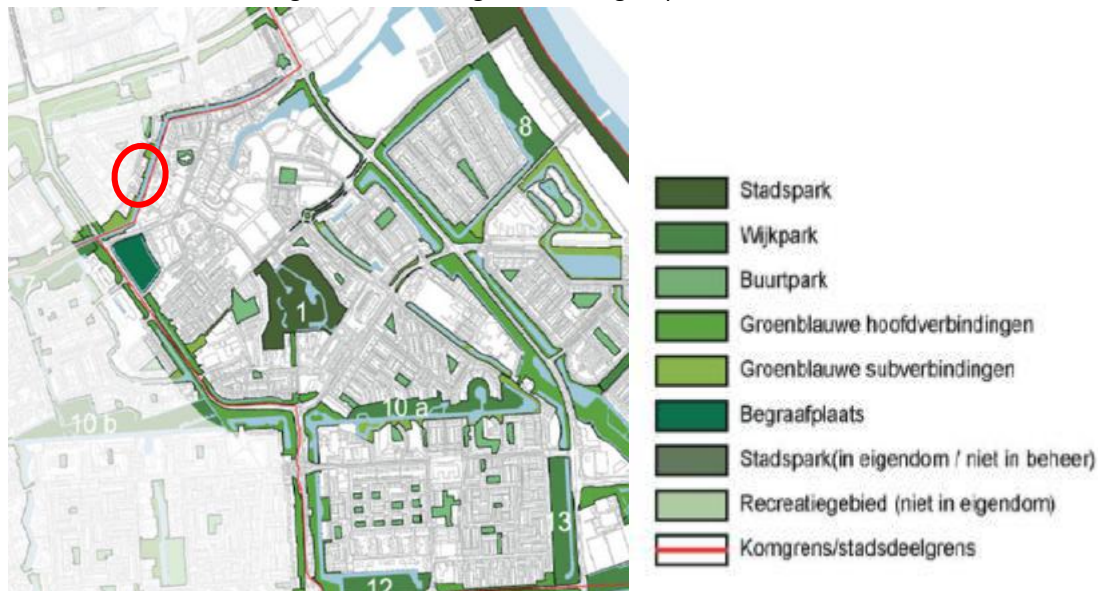 8
1
7
10 a
10 b
13
12
Stadspark
Wijkpark
Buurtpark
Groenblauwe hoofdverbindingen
Groenblauwe subverbindingen
Begraafplaats
Stadspark(in eigendom / niet in beheer)
Recreatiegebied (niet in eigendom)
Komgrens/stadsdeelgrens